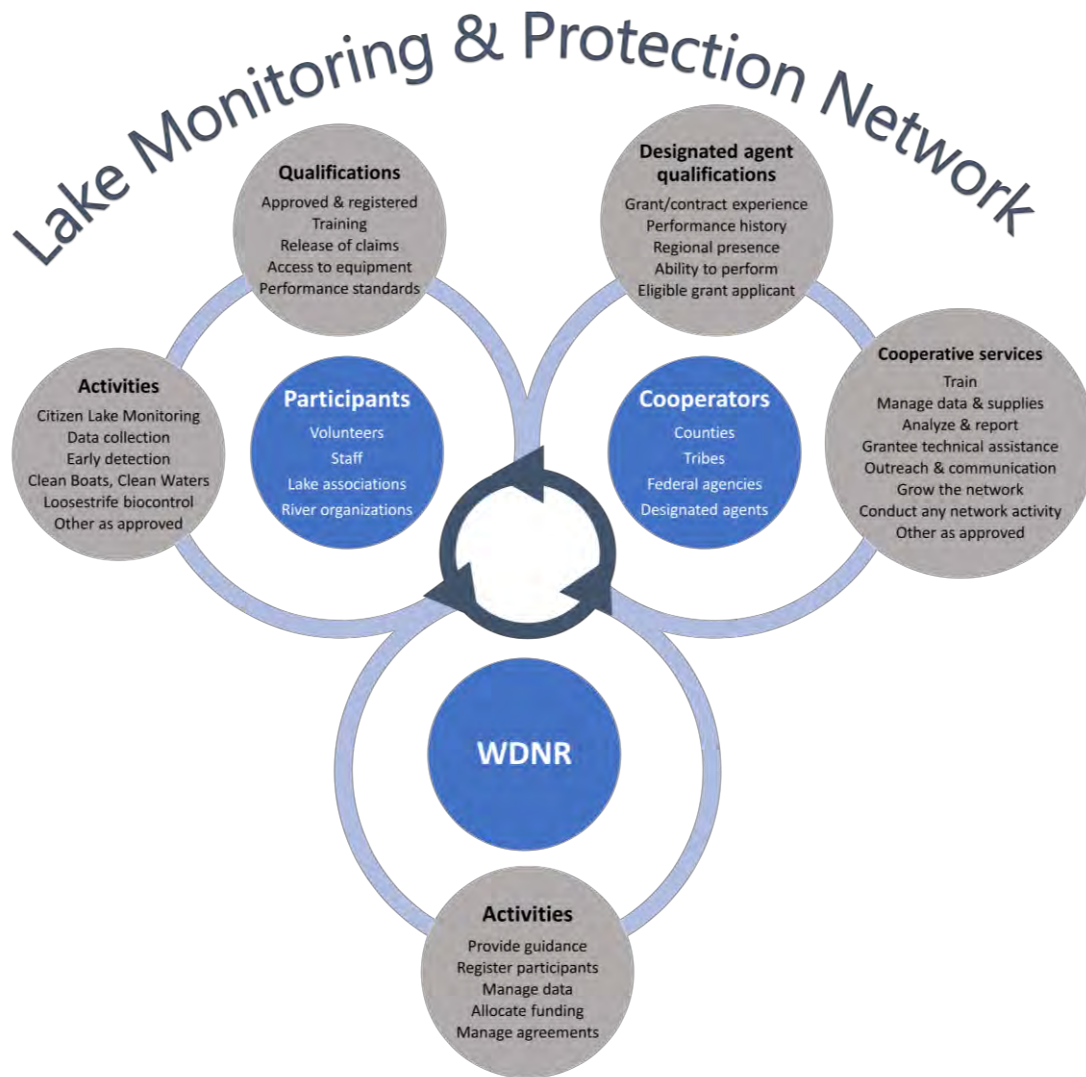 Lake Monitoring & Protection Network
Qualifications
Approved & registered
Training
Release of claims
Access to equipment
Performance standards
Designated agent
qualifications
Grant/contract experience
Performance history
Regional presence
Ability to perform
Eligible grant applicant
Activities
Citizen Lake Monitoring
Data collection
Early detection
Clean Boats, Clean Waters
Loosestrife biocontrol
Other as approved
Participants
Volunteers
Staff
Lake associations
River organizations
Cooperators
Counties
Tribes
Federal agencies
Designated agents
Cooperative services
Train
Manage data & supplies
Analyze & report
Grantee technical assistance
Outreach & communication
Grow the network
Conduct any network activity
Other as approved
WDNR
Activities
Provide guidance
Register participants
Manage data
Allocate funding
Manage agreements